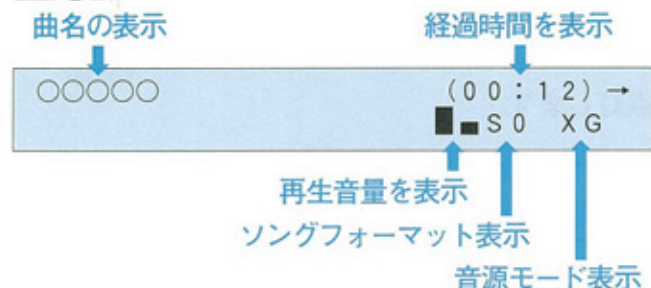 曲名の表示
経過時間を表示
○○○○○ (00:12)→
S0 XG
再生音量を表示
ソングフォーマット表示
音源モード表示